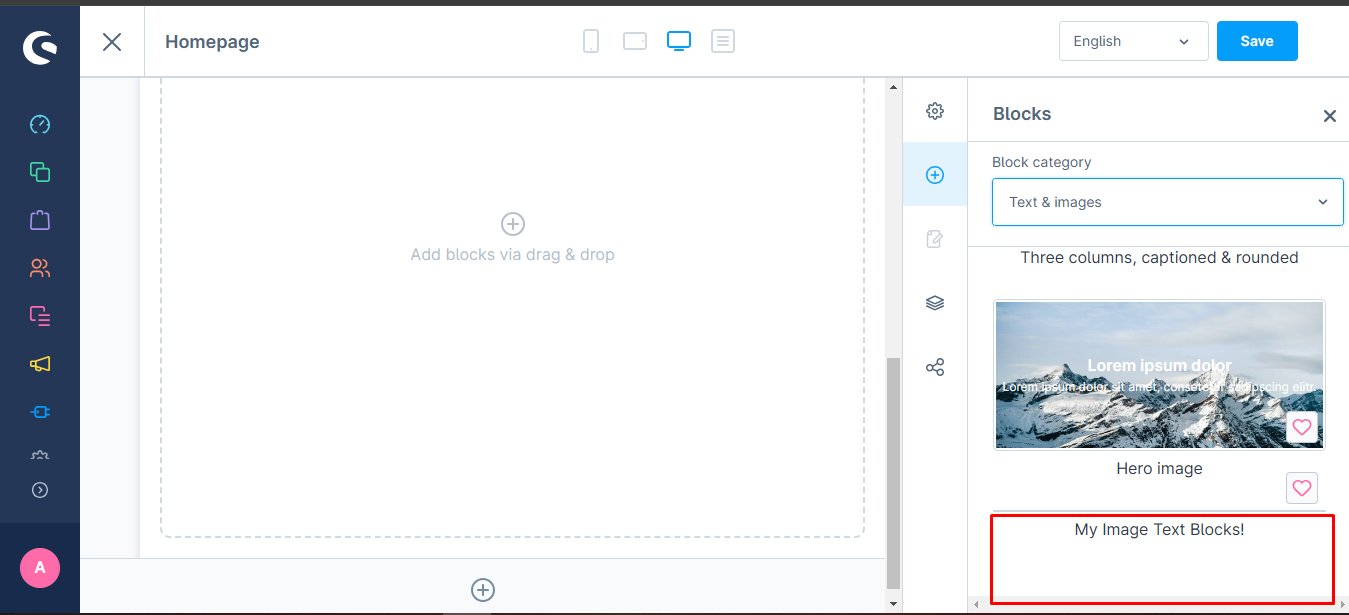 Homepage
English
Save
Blocks
Block category
Text & images
Three columns, captioned & rounded
Add blocks via drag & drop
Lorem ipsum dolor
Lorem ipsum dolor sit amet, consetetur sadipscing elitr.
Hero image
My Image Text Blocks!
A